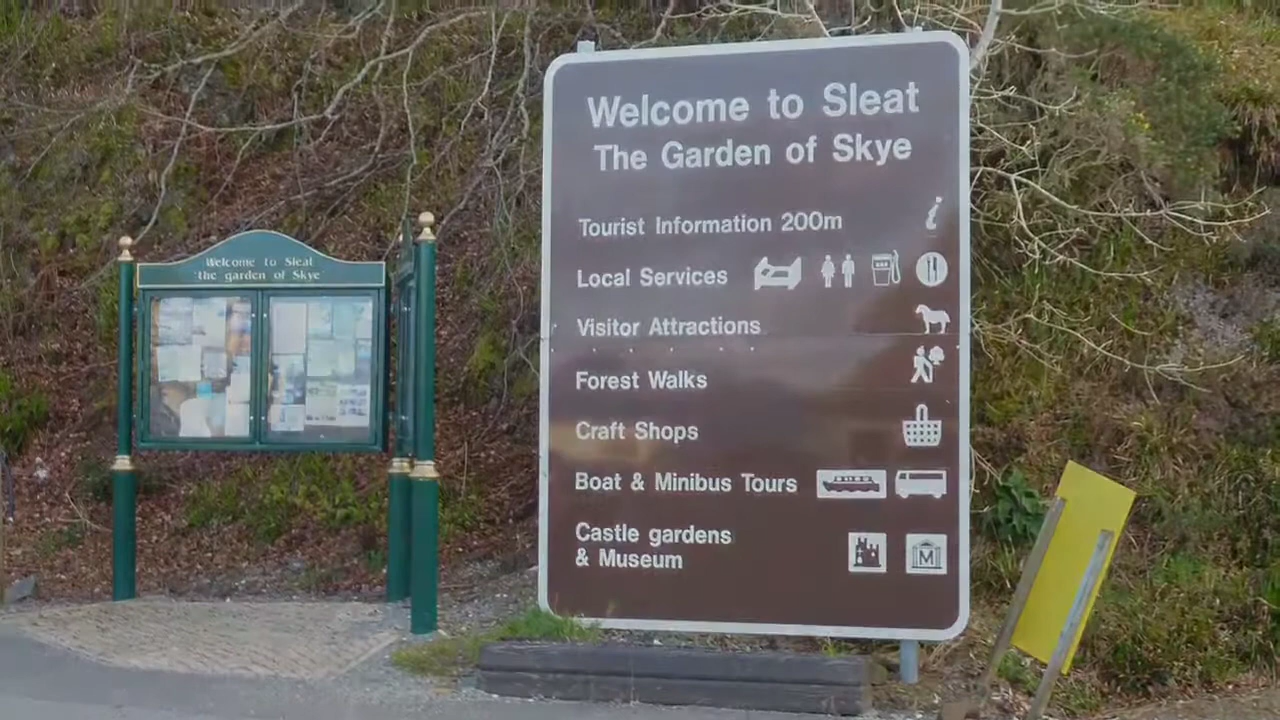 Welcome to Sleat
The Garden of Skye
Tourist Information 200m
Local Services
Visitor Attractions
Forest Walks
Craft Shops
Boat & Minibus Tours
Castle gardens
& Museum
M
Welcome to Sleat
the garden of Skye